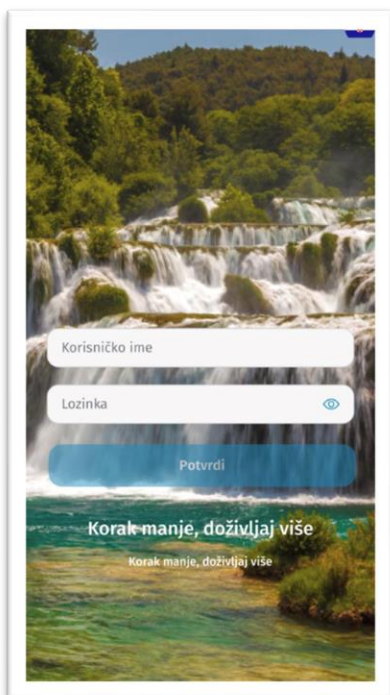 Korisničko ime
Lozinka
Potvrdi
Korak manje, doživljaj više
Korak manje, doživljaj više